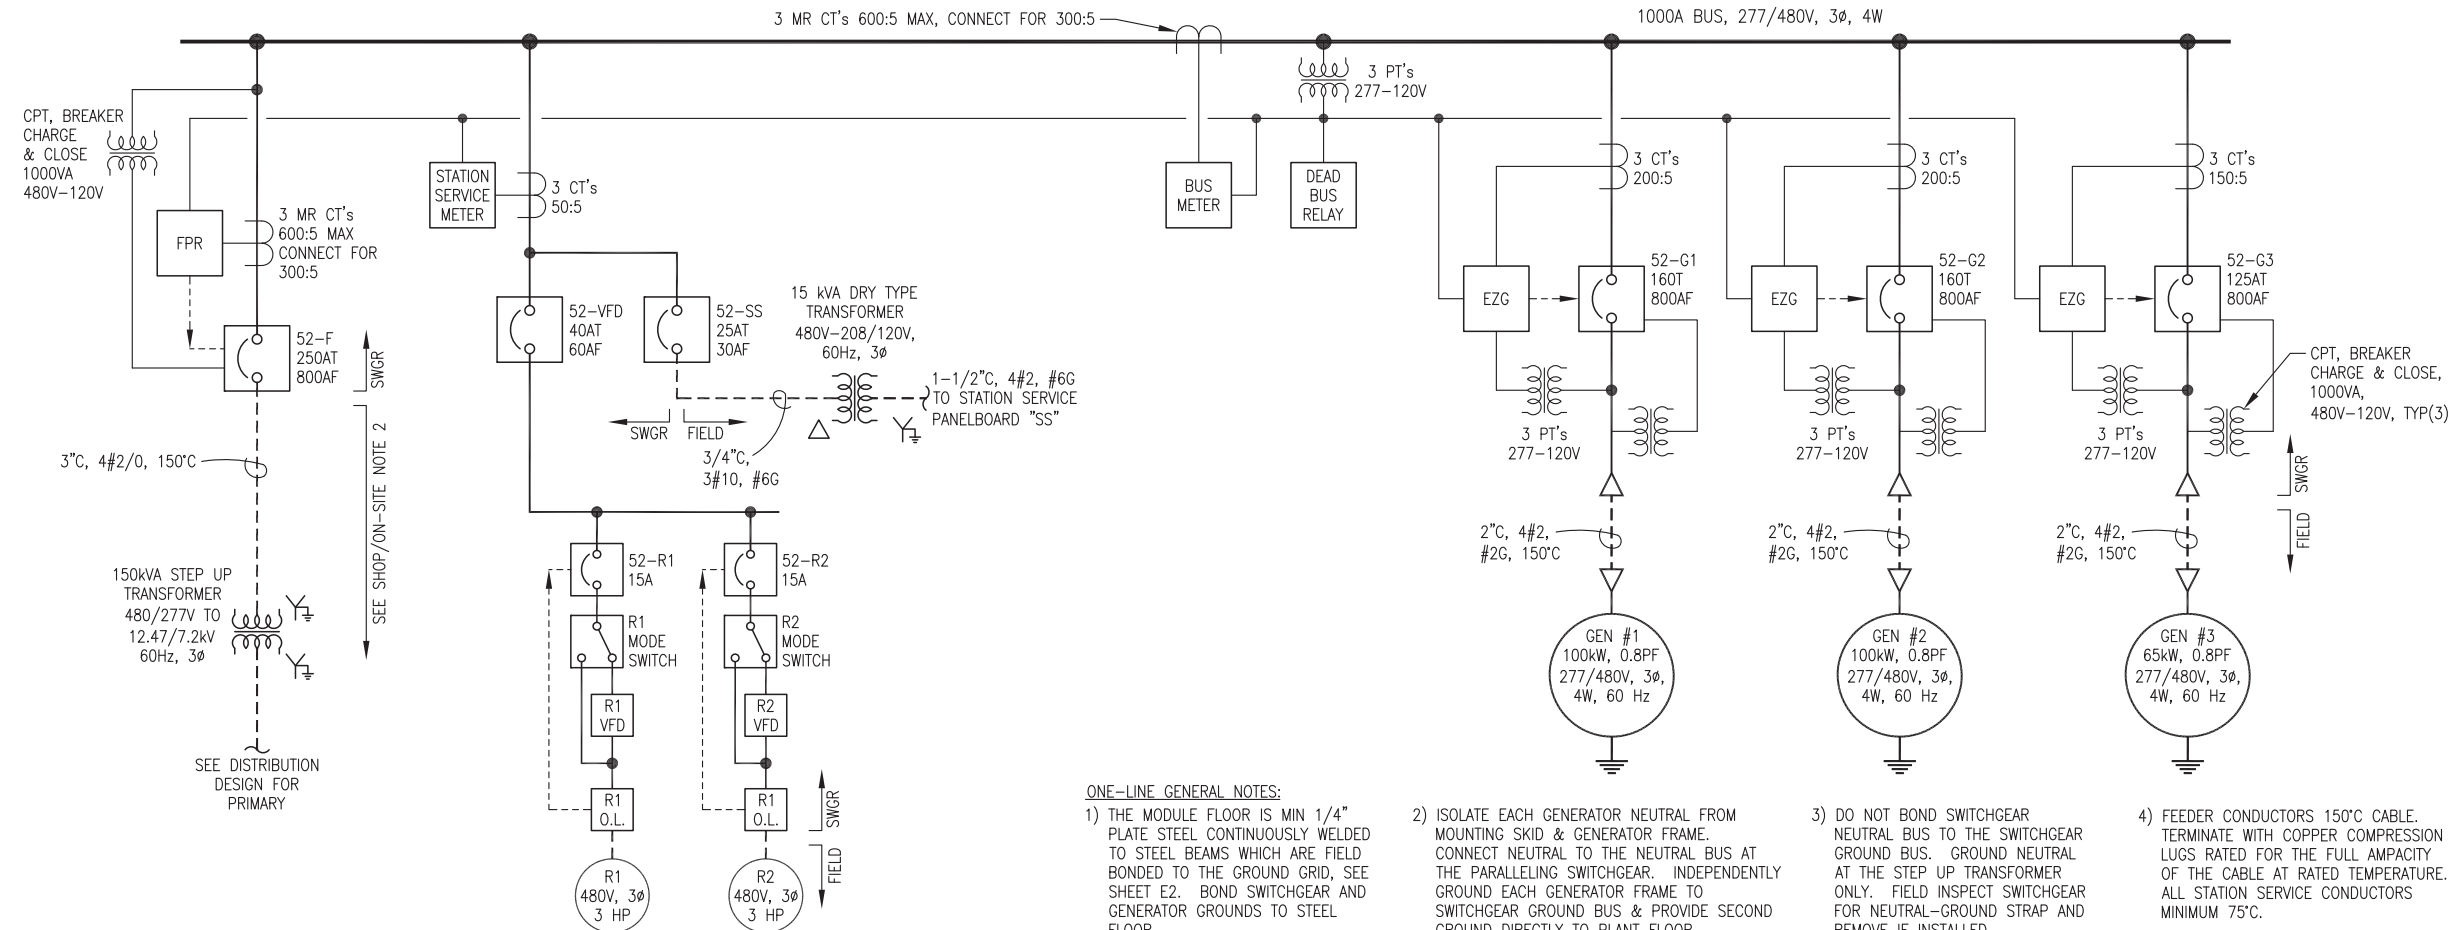 3 MR CT's 600:5 MAX, CONNECT FOR 300:5
1000A BUS, 277/480V, 3ø, 4W
CPT, BREAKER
CHARGE
& CLOSE
1000VA
480V-120V
FPR
3 MR CT's
600:5 MAX
CONNECT FOR
300:5
52-F
250AT
800AF
SWGR
SEE SHOP/ON-SITE NOTE 2
3"C, 4#2/0, 150°C
150kVA STEP UP
TRANSFORMER
480/277V TO
12.47/7.2kV
60Hz, 3ø
SEE DISTRIBUTION
DESIGN FOR
PRIMARY
STATION
SERVICE
METER
3 CT's
50:5
52-VFD
40AT
60AF
52-SS
25AT
30AF
15 kVA DRY TYPE
TRANSFORMER
480V-208/120V,
60Hz, 3ø
1-1/2"C, 4#2, #6G
TO STATION SERVICE
PANELBOARD "SS"
SWGR
FIELD
3/4"C,
3#10, #6G
52-R1
15A
R1
MODE
SWITCH
R1
VFD
R1
O.L.
R1
480V, 3ø
3 HP
52-R2
15A
R2
MODE
SWITCH
R2
VFD
R1
O.L.
R2
480V, 3ø
3 HP
SWGR
FIELD
BUS
METER
3 PT's
277-120V
DEAD
BUS
RELAY
3 CT's
200:5
EZG
52-G1
160T
800AF
3 PT's
277-120V
2"C, 4#2,
#2G, 150°C
GEN #1
100kW, 0.8PF
277/480V, 3ø,
4W, 60 Hz
3 CT's
200:5
EZG
52-G2
160T
800AF
3 PT's
277-120V
2"C, 4#2,
#2G, 150°C
GEN #2
100kW, 0.8PF
277/480V, 3ø,
4W, 60 Hz
3 CT's
150:5
EZG
52-G3
125AT
800AF
3 PT's
277-120V
CPT, BREAKER
CHARGE & CLOSE,
1000VA,
480V-120V, TYP(3)
SWGR
FIELD
2"C, 4#2,
#2G, 150°C
GEN #3
65kW, 0.8PF
277/480V, 3ø,
4W, 60 Hz
ONE-LINE GENERAL NOTES:
1) THE MODULE FLOOR IS MIN 1/4"
PLATE STEEL CONTINUOUSLY WELDED
TO STEEL BEAMS WHICH ARE FIELD
BONDED TO THE GROUND GRID, SEE
SHEET E2. BOND SWITCHGEAR AND
GENERATOR GROUNDS TO STEEL
FLOOR
2) ISOLATE EACH GENERATOR NEUTRAL FROM
MOUNTING SKID & GENERATOR FRAME.
CONNECT NEUTRAL TO THE NEUTRAL BUS AT
THE PARALLELING SWITCHGEAR. INDEPENDENTLY
GROUND EACH GENERATOR FRAME TO
SWITCHGEAR GROUND BUS & PROVIDE SECOND
GROUND DIRECTLY TO PLANT FLOOR
3) DO NOT BOND SWITCHGEAR
NEUTRAL BUS TO THE SWITCHGEAR
GROUND BUS. GROUND NEUTRAL
AT THE STEP UP TRANSFORMER
ONLY. FIELD INSPECT SWITCHGEAR
FOR NEUTRAL-GROUND STRAP AND
REMOVE IF INSTALLED
4) FEEDER CONDUCTORS 150°C CABLE.
TERMINATE WITH COPPER COMPRESSION
LUGS RATED FOR THE FULL AMPACITY
OF THE CABLE AT RATED TEMPERATURE.
ALL STATION SERVICE CONDUCTORS
MINIMUM 75°C.